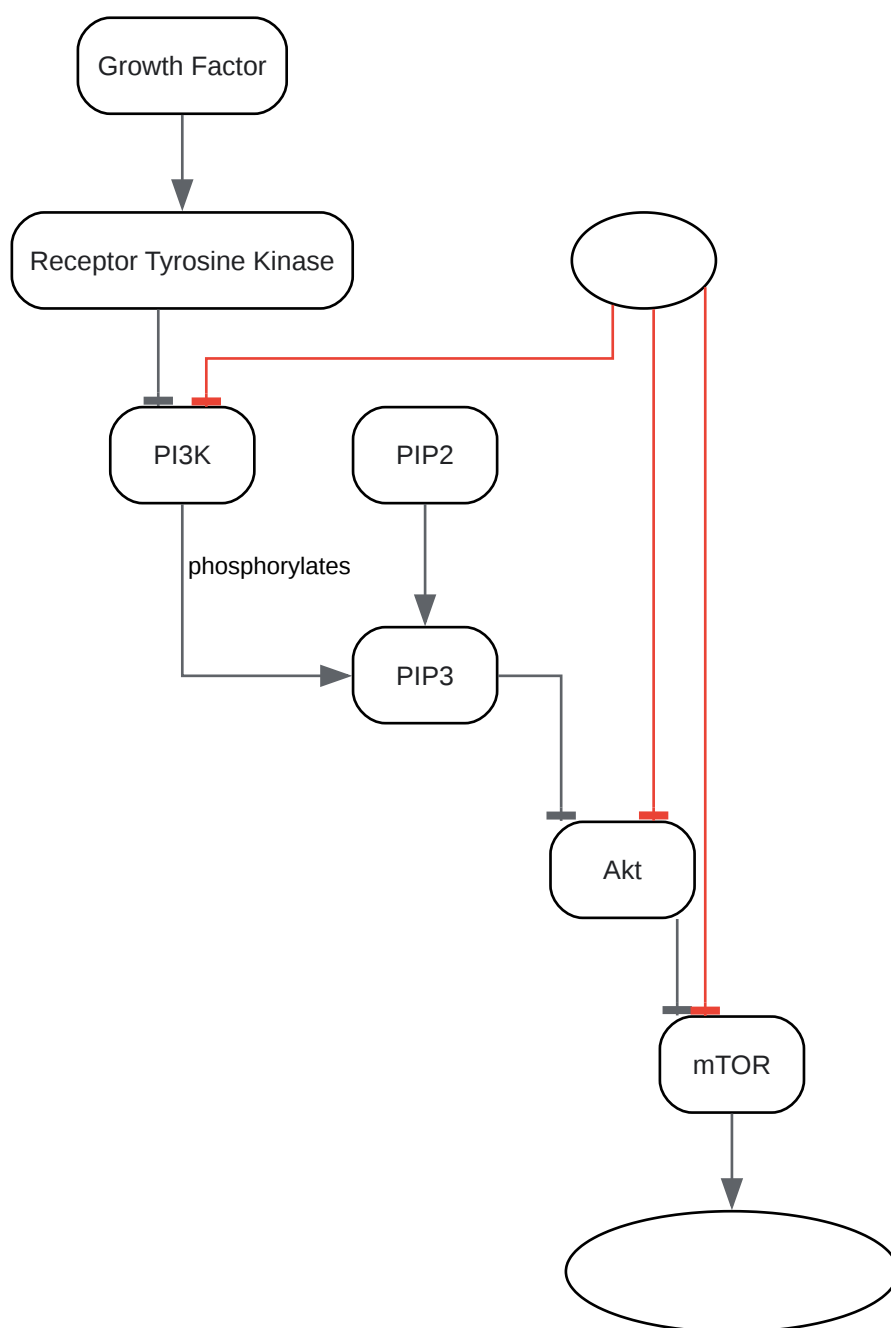 Growth Factor
Receptor Tyrosine Kinase
PI3K
PIP2
phosphorylates
PIP3
Akt
mTOR